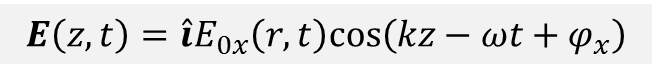 𝑬(𝑧, 𝑡) = 𝒊̂𝐸₀ₓ(𝑟, 𝑡)cos(𝑘𝑧 − 𝜔𝑡 + 𝜑ₓ)